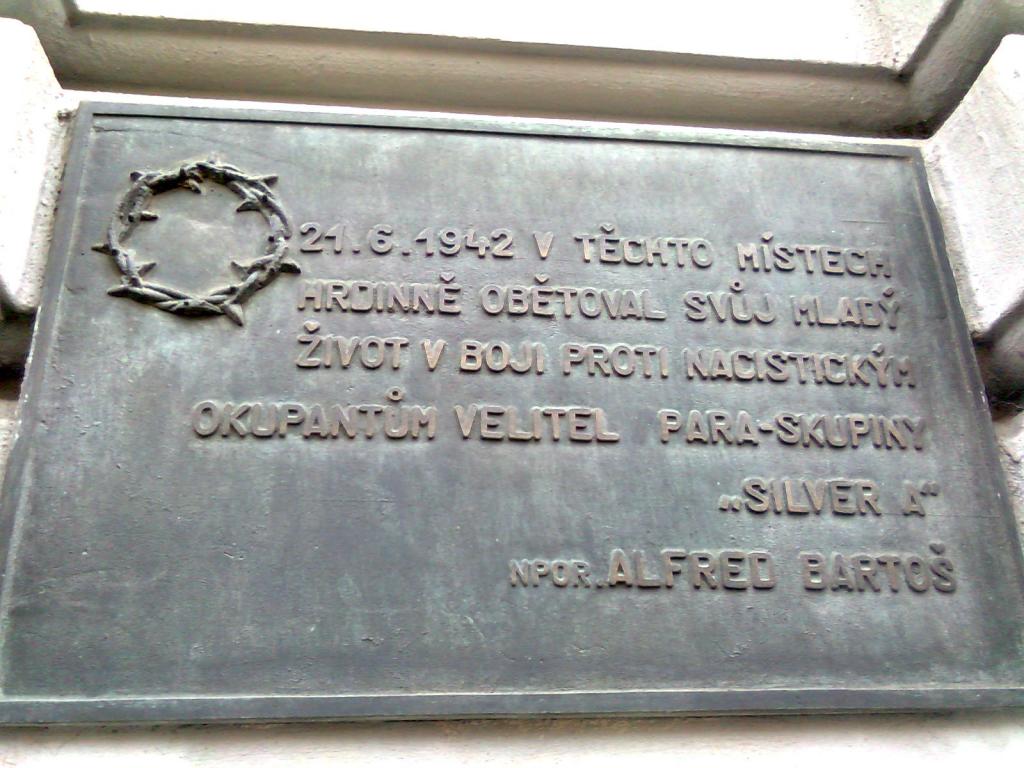 21.6.1942 V TĚCHTO MÍSTECH
HRDINNĚ OBĚTOVAL SVŮJ MLADÝ
ŽIVOT V BOJI PROTI NACISTICKÝM
OKUPANTŮM VELITEL PARA-SKUPINY
„SILVER A“
NPOR. ALFRED BARTOŠ